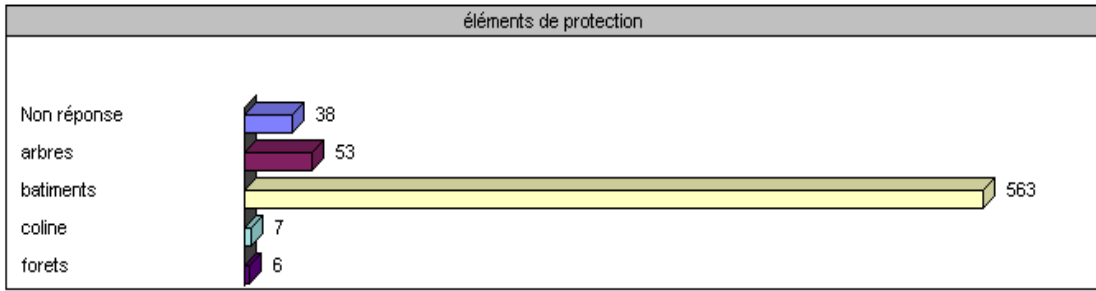 éléments de protection
Non réponse 38
arbres 53
batiments 563
coline 7
forets 6